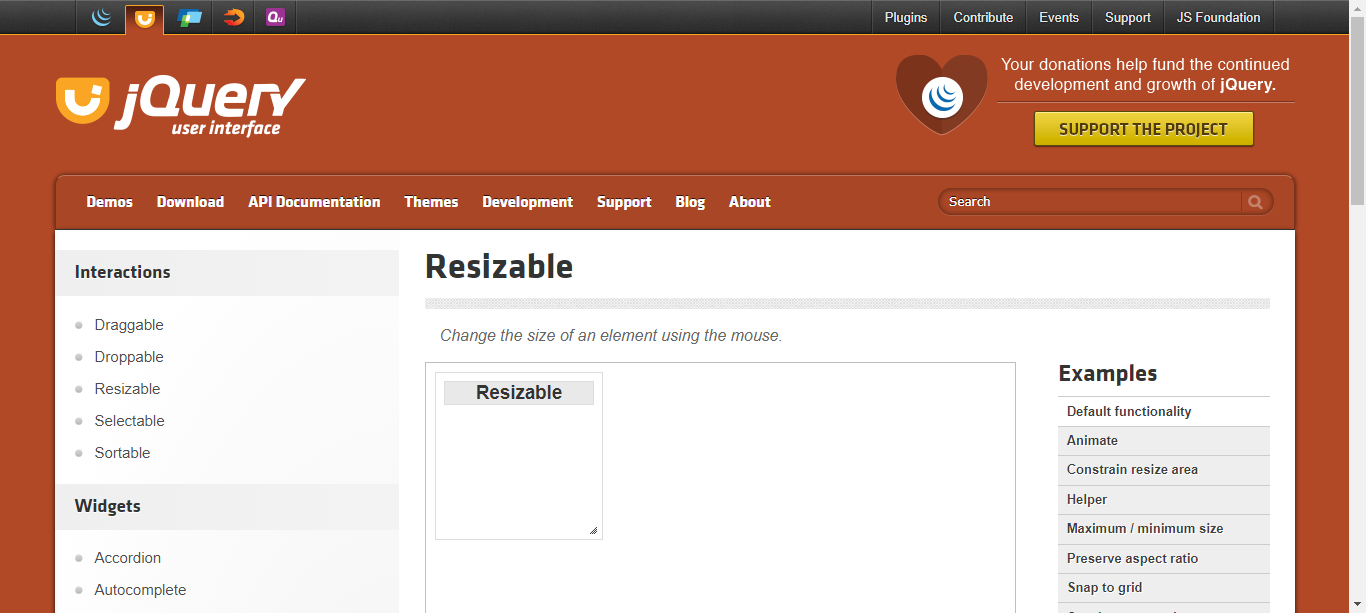 Qu
Plugins Contribute Events Support JS Foundation
Your donations help fund the continued
development and growth of jQuery.
jQuery
user interface
SUPPORT THE PROJECT
Demos Download API Documentation Themes Development Support Blog About Search
Interactions
Draggable
Droppable
Resizable
Selectable
Sortable
Widgets
Accordion
Autocomplete
Resizable
Change the size of an element using the mouse.
Resizable
Examples
Default functionality
Animate
Constrain resize area
Helper
Maximum / minimum size
Preserve aspect ratio
Snap to grid